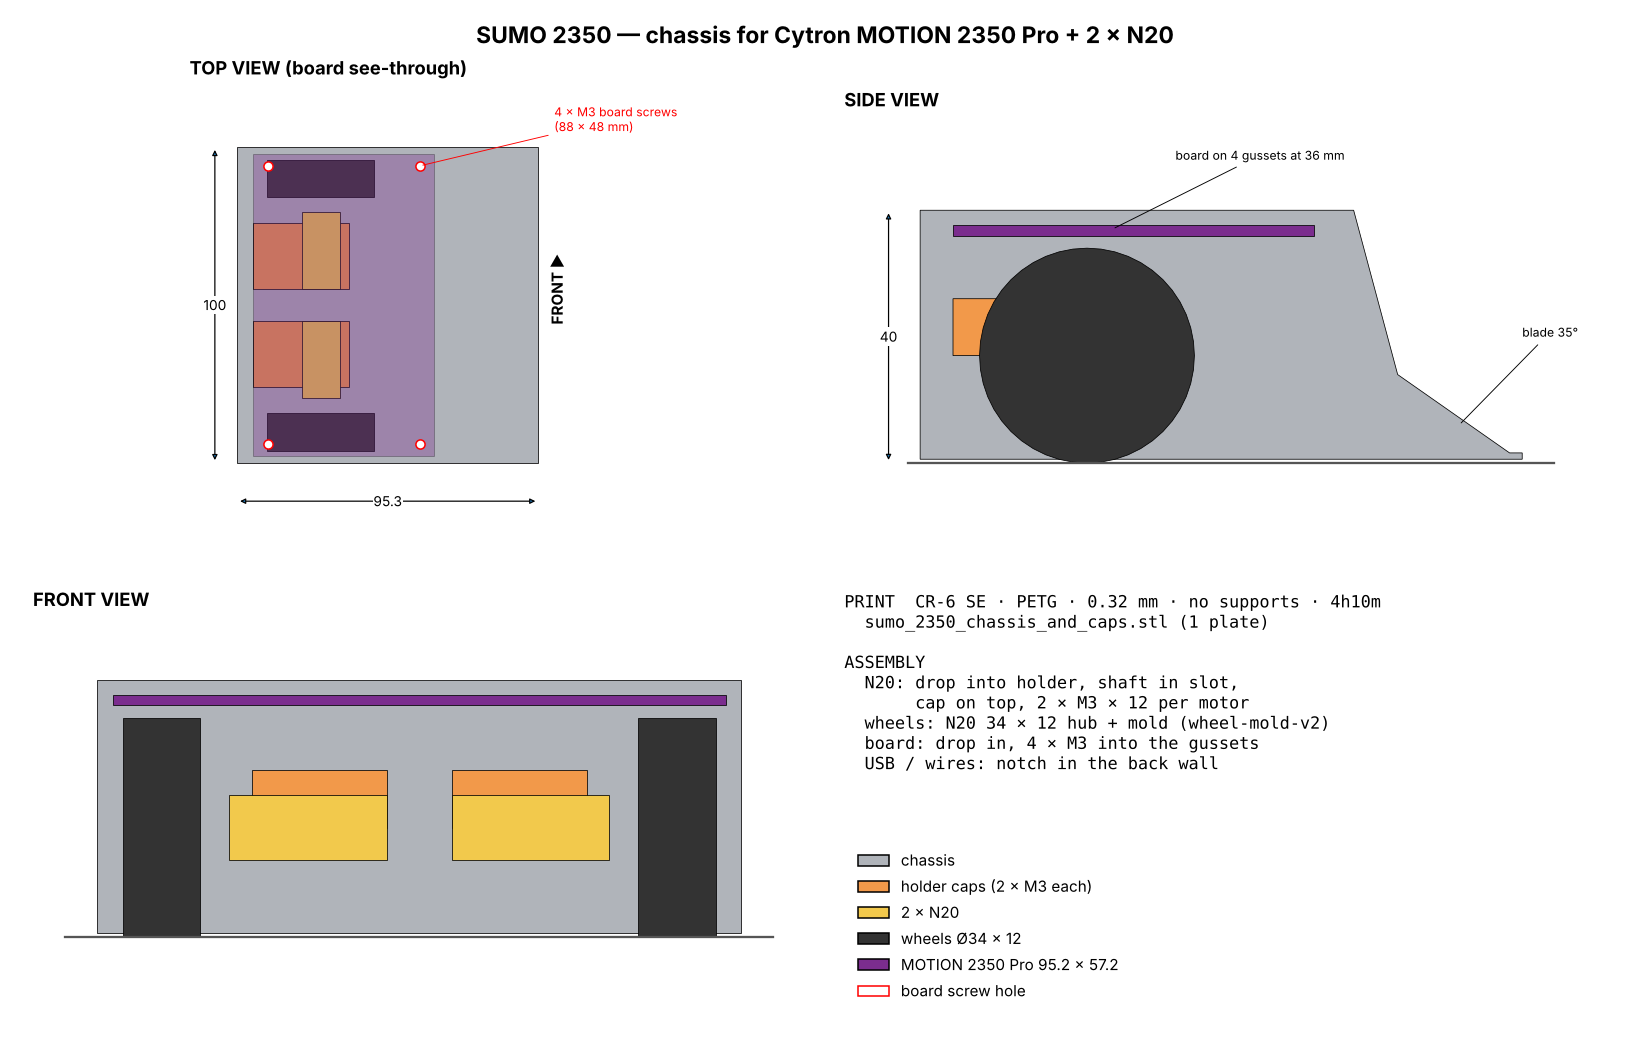 SUMO 2350 — chassis for Cytron MOTION 2350 Pro + 2 × N20
TOP VIEW (board see-through)
4 × M3 board screws
(88 × 48 mm)
100
FRONT ▶
95.3
SIDE VIEW
board on 4 gussets at 36 mm
40
blade 35°
FRONT VIEW
PRINT  CR-6 SE · PETG · 0.32 mm · no supports · 4h10m
sumo_2350_chassis_and_caps.stl (1 plate)
ASSEMBLY
N20: drop into holder, shaft in slot,
cap on top, 2 × M3 × 12 per motor
wheels: N20 34 × 12 hub + mold (wheel-mold-v2)
board: drop in, 4 × M3 into the gussets
USB / wires: notch in the back wall
chassis
holder caps (2 × M3 each)
2 × N20
wheels Ø34 × 12
MOTION 2350 Pro 95.2 × 57.2
board screw hole